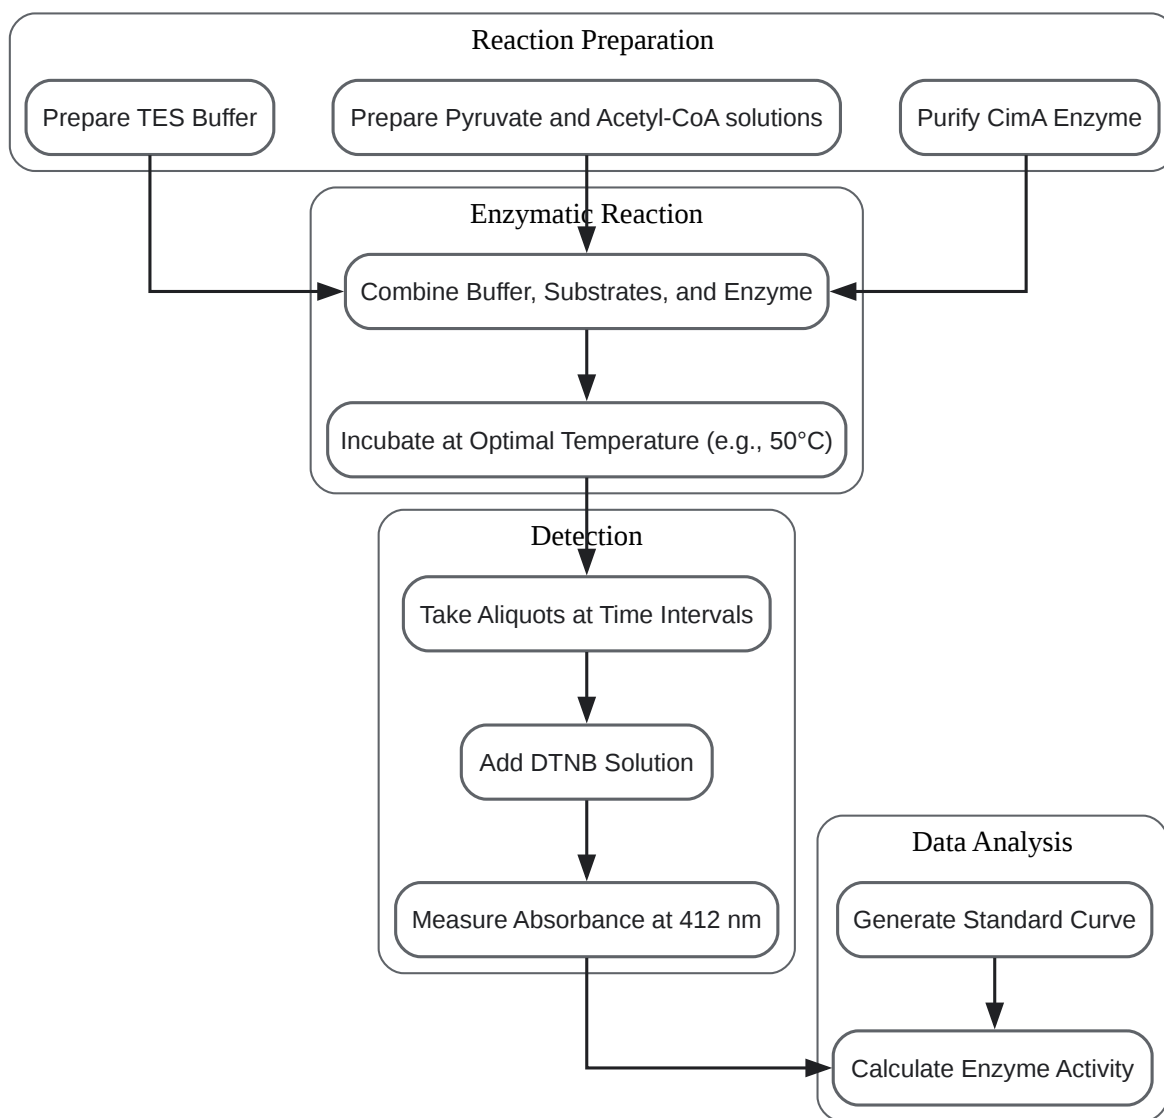 Reaction Preparation
Prepare TES Buffer
Prepare Pyruvate and Acetyl-CoA solutions
Purify CimA Enzyme
Enzymatic Reaction
Combine Buffer, Substrates, and Enzyme
Incubate at Optimal Temperature (e.g., 50°C)
Detection
Take Aliquots at Time Intervals
Add DTNB Solution
Measure Absorbance at 412 nm
Data Analysis
Generate Standard Curve
Calculate Enzyme Activity